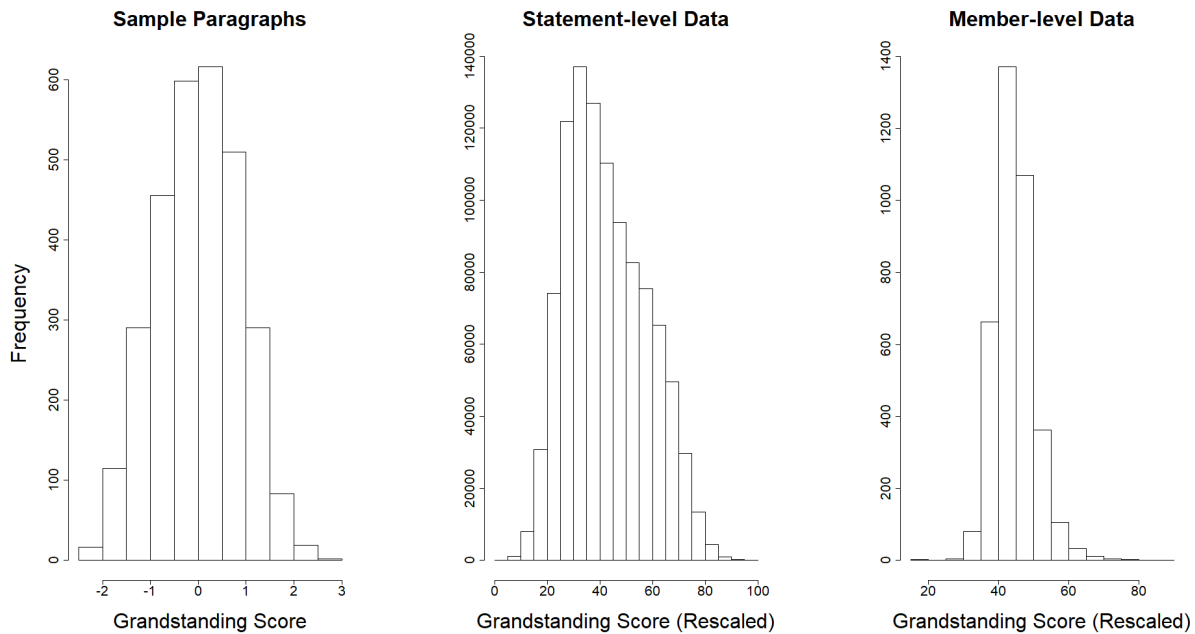 Sample Paragraphs
Frequency
600
500
400
300
200
100
0
-2 -1 0 1 2 3
Grandstanding Score
Statement-level Data
140000
120000
100000
80000
60000
40000
20000
0
0 20 40 60 80 100
Grandstanding Score (Rescaled)
Member-level Data
1400
1200
1000
800
600
400
200
0
20 40 60 80
Grandstanding Score (Rescaled)